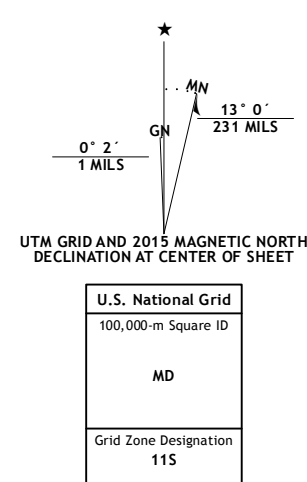 MN
13° 0´
231 MILS
GN
0° 2´
1 MILS
UTM GRID AND 2015 MAGNETIC NORTH
DECLINATION AT CENTER OF SHEET
U.S. National Grid
100,000-m Square ID
MD
Grid Zone Designation
11S